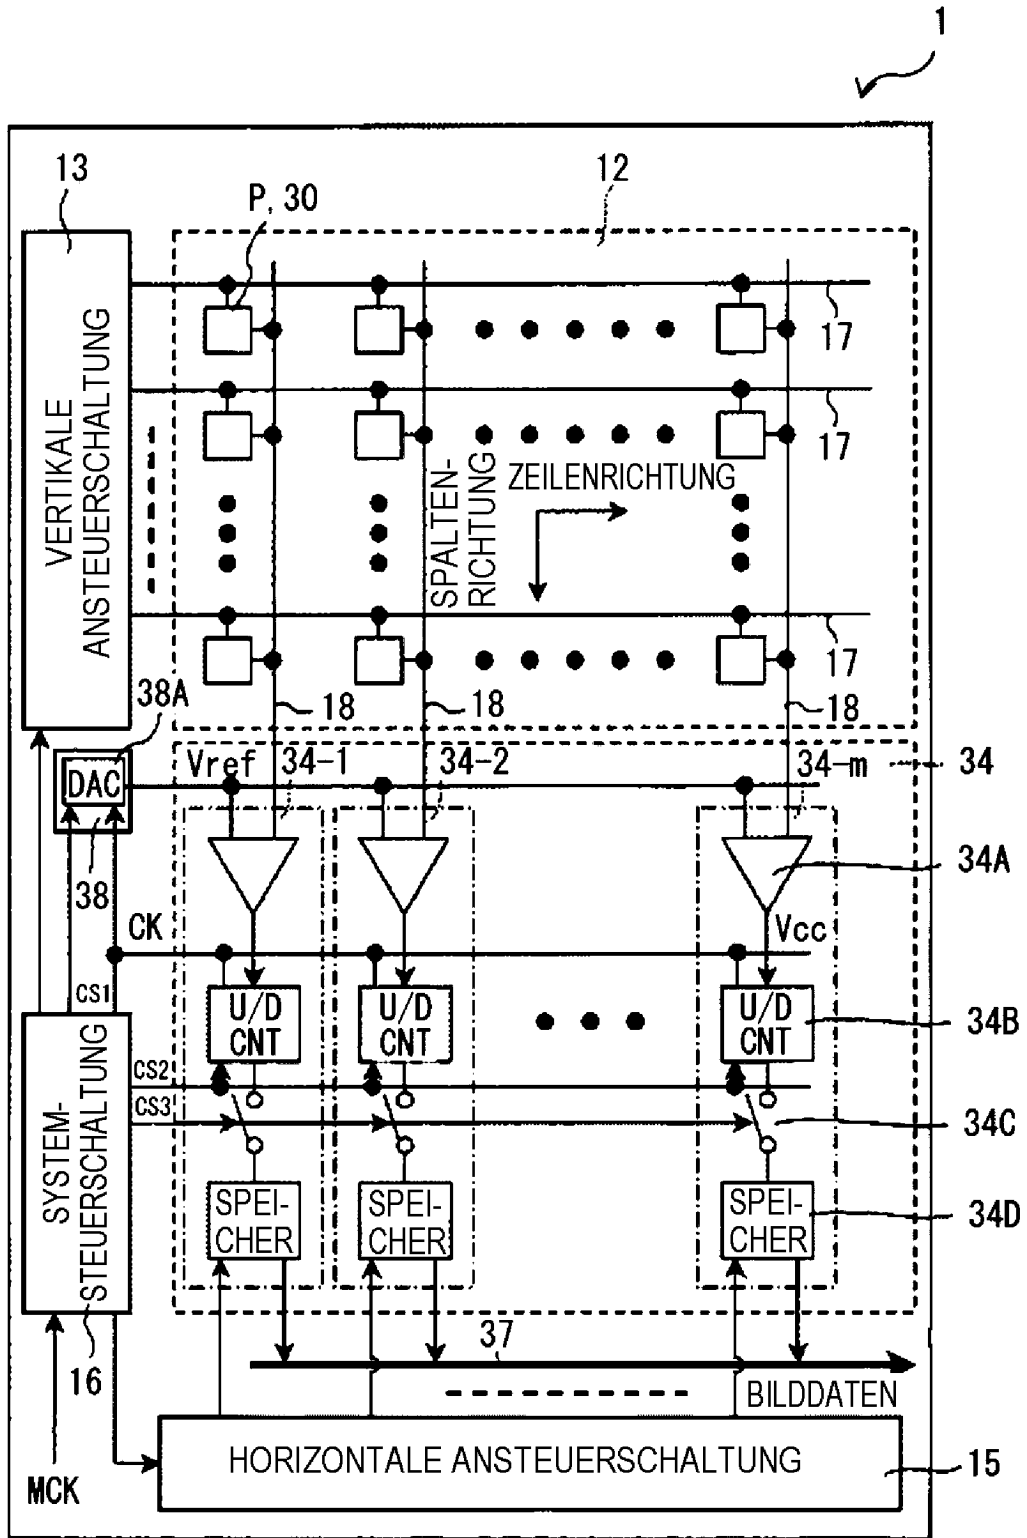 1
13
P, 30
12
VERTIKALE
ANSTEUERSCHALTUNG
17
17
SPALTEN-
RICHTUNG
ZEILENRICHTUNG
17
18
18
18
38A
DAC
38
Vref
34-1
34-2
34-m
34
34A
CK
Vcc
CS1
U/D
CNT
U/D
CNT
U/D
CNT
34B
SYSTEM-
STEUERSCHALTUNG
CS2
CS3
34C
SPEI-
CHER
SPEI-
CHER
SPEI-
CHER
34D
16
37
BILDDATEN
HORIZONTALE ANSTEUERSCHALTUNG
15
MCK